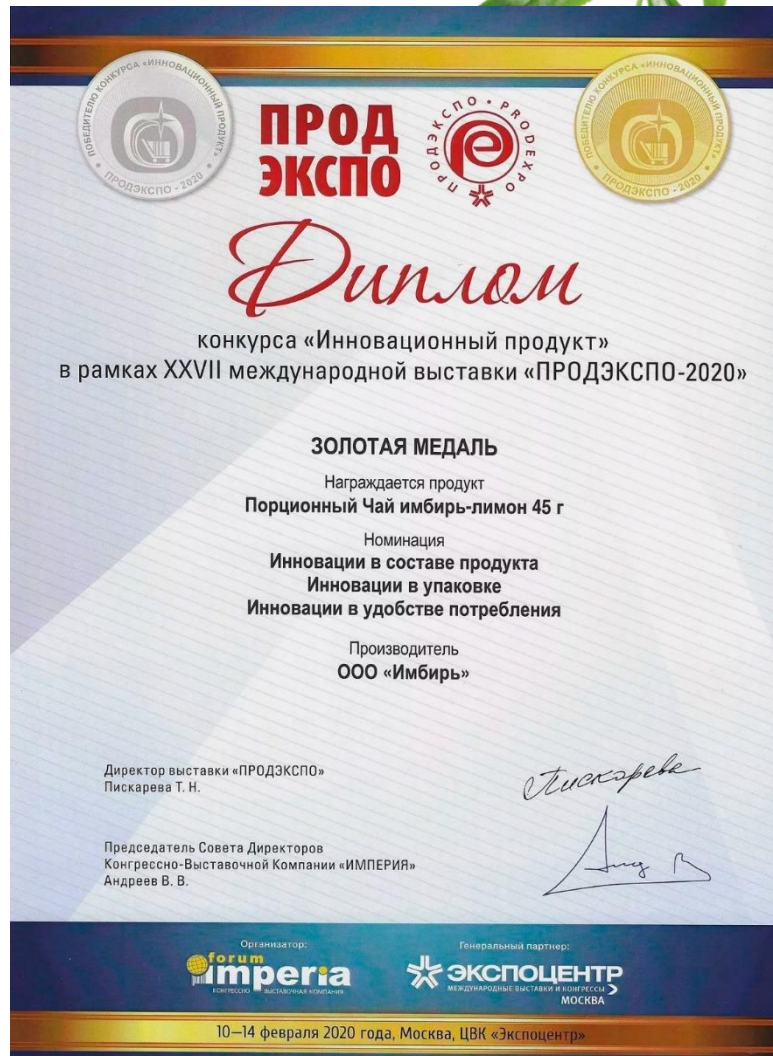 ПОБЕДИТЕЛЮ КОНКУРСА «ИННОВАЦИОННЫЙ ПРОДУКТ»
ПРОДЭКСПО - 2020
ПРОД
ЭКСПО
ПРОДЭКСПО • PRODEXPO
ПОБЕДИТЕЛЮ КОНКУРСА «ИННОВАЦИОННЫЙ ПРОДУКТ»
ПРОДЭКСПО - 2020
Диплом
конкурса «Инновационный продукт»
в рамках XXVII международной выставки «ПРОДЭКСПО-2020»
ЗОЛОТАЯ МЕДАЛЬ
Награждается продукт
Порционный Чай имбирь-лимон 45 г
Номинация
Инновации в составе продукта
Инновации в упаковке
Инновации в удобстве потребления
Производитель
ООО «Имбирь»
Директор выставки «ПРОДЭКСПО»
Пискарева Т. Н.
Пискарева
Председатель Совета Директоров
Конгрессно-Выставочной Компании «ИМПЕРИЯ»
Андреев В. В.
Организатор:
forum
imperia
КОНГРЕССНО ВЫСТАВОЧНАЯ КОМПАНИЯ
Генеральный партнер:
ЭКСПОЦЕНТР
МЕЖДУНАРОДНЫЕ ВЫСТАВКИ И КОНГРЕССЫ
МОСКВА
10—14 февраля 2020 года, Москва, ЦВК «Экспоцентр»